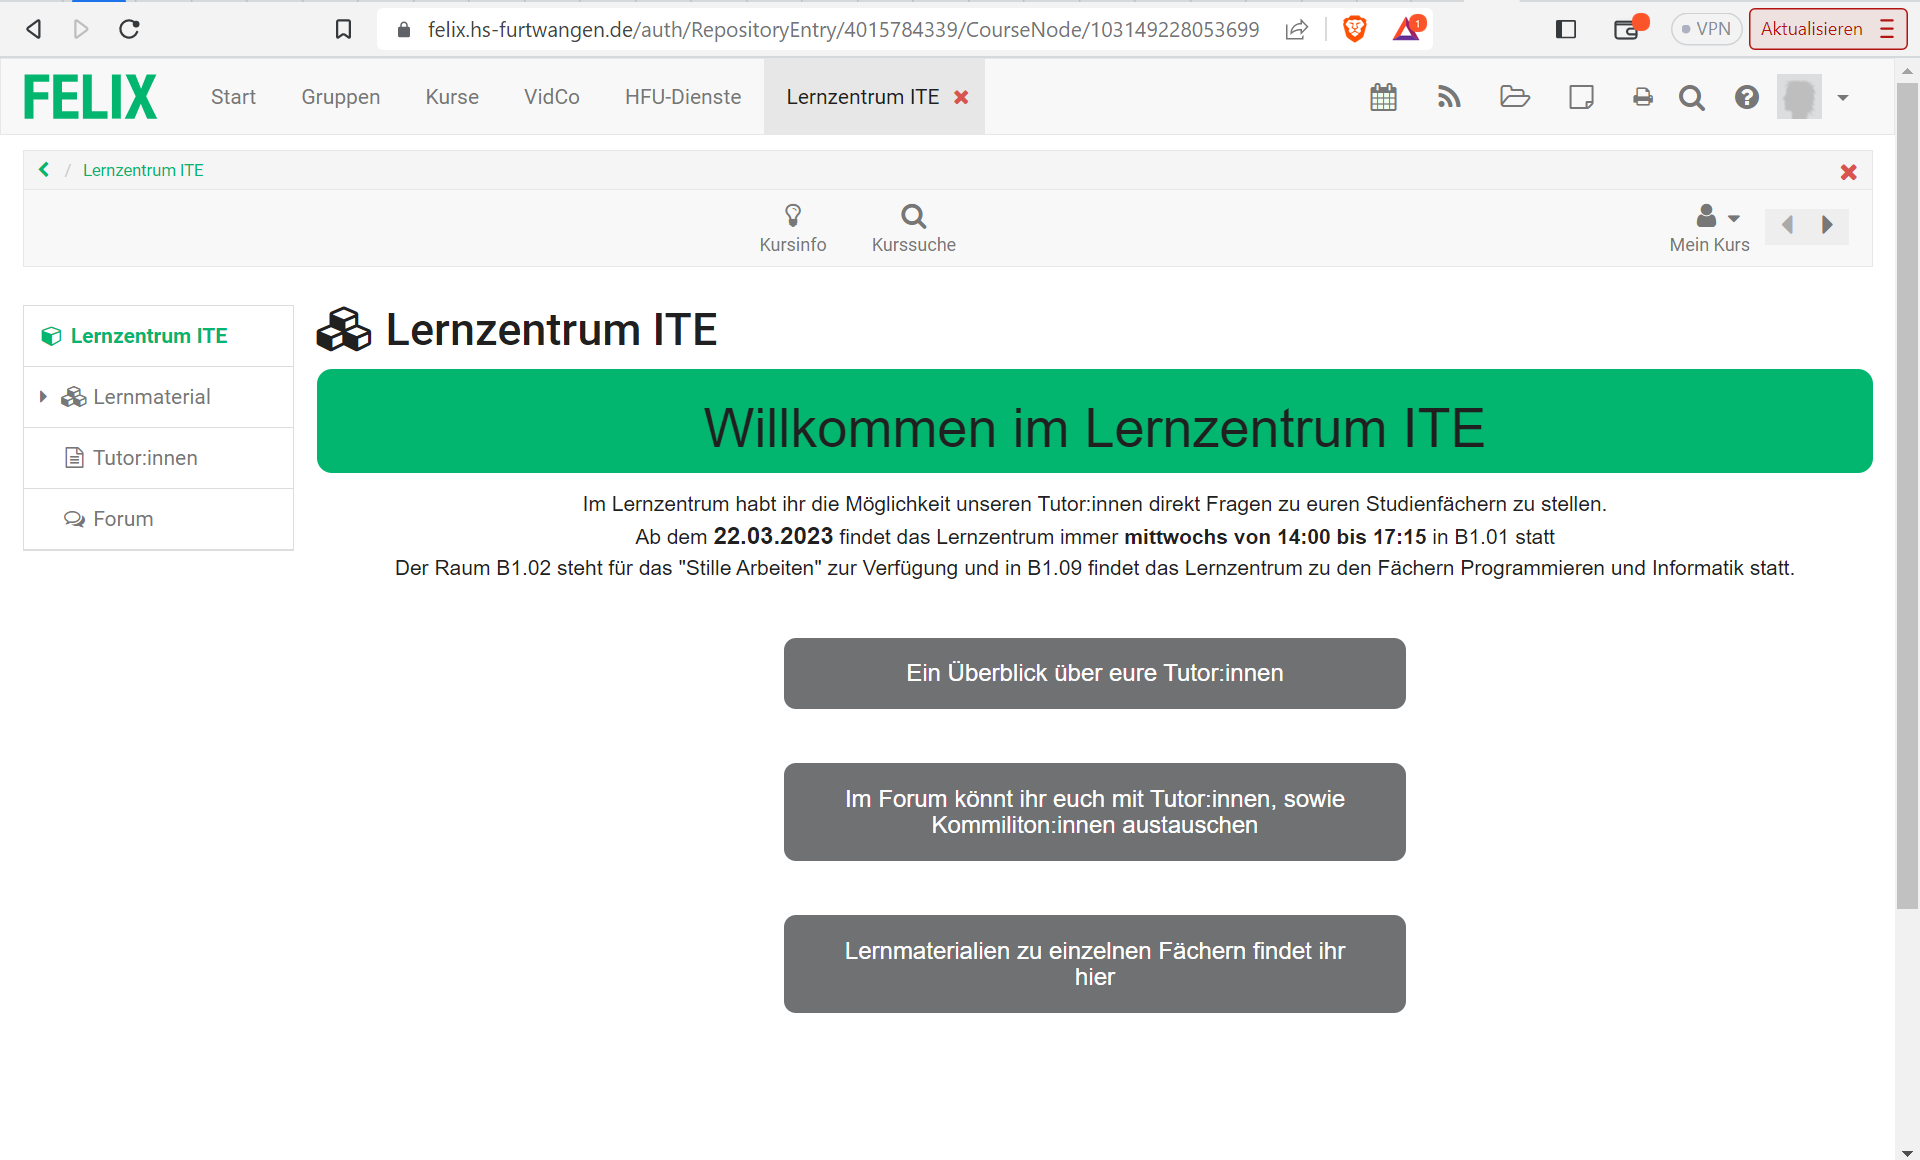 felix.hs-furtwangen.de/auth/RepositoryEntry/4015784339/CourseNode/103149228053699
1
VPN
Aktualisieren
FELIX
Start
Gruppen
Kurse
VidCo
HFU-Dienste
Lernzentrum ITE
/ Lernzentrum ITE
Kursinfo
Kurssuche
Mein Kurs
Lernzentrum ITE
Lernmaterial
Tutor:innen
Forum
Lernzentrum ITE
Willkommen im Lernzentrum ITE
Im Lernzentrum habt ihr die Möglichkeit unseren Tutor:innen direkt Fragen zu euren Studienfächern zu stellen.
Ab dem 22.03.2023 findet das Lernzentrum immer mittwochs von 14:00 bis 17:15 in B1.01 statt
Der Raum B1.02 steht für das "Stille Arbeiten" zur Verfügung und in B1.09 findet das Lernzentrum zu den Fächern Programmieren und Informatik statt.
Ein Überblick über eure Tutor:innen
Im Forum könnt ihr euch mit Tutor:innen, sowie
Kommiliton:innen austauschen
Lernmaterialien zu einzelnen Fächern findet ihr
hier